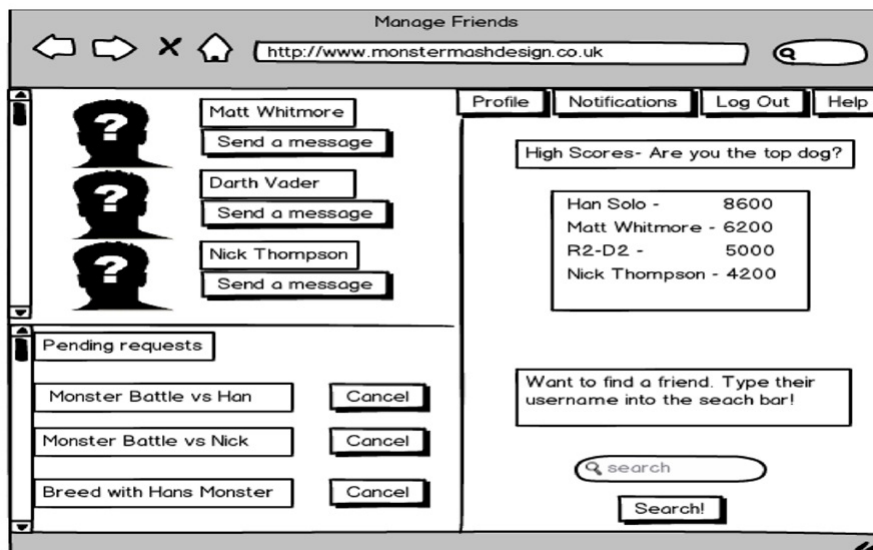 Manage Friends
http://www.monstermashdesign.co.uk
Profile
Notifications
Log Out
Help
Matt Whitmore
Send a message
Darth Vader
Send a message
Nick Thompson
Send a message
Pending requests
Monster Battle vs Han
Cancel
Monster Battle vs Nick
Cancel
Breed with Hans Monster
Cancel
High Scores- Are you the top dog?
Han Solo - 8600
Matt Whitmore - 6200
R2-D2 - 5000
Nick Thompson - 4200
Want to find a friend. Type their
username into the seach bar!
search
Search!